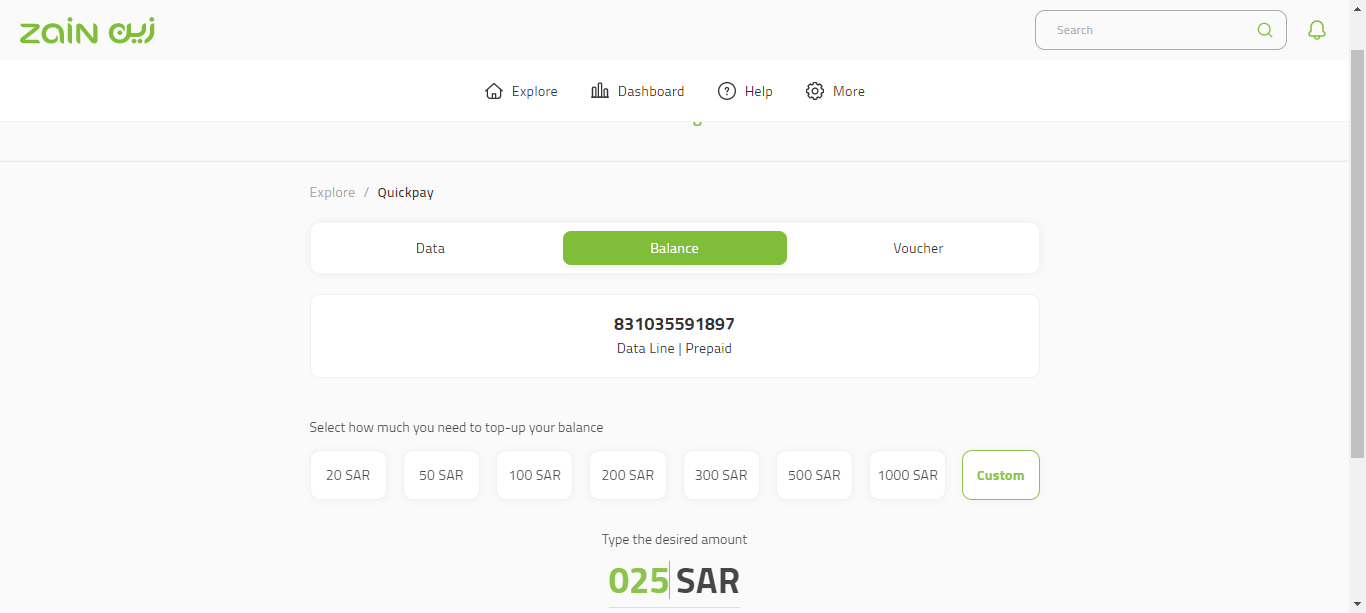 zain زين
Search
Explore
Dashboard
Help
More
Explore / Quickpay
Data
Balance
Voucher
831035591897
Data Line | Prepaid
Select how much you need to top-up your balance
20 SAR
50 SAR
100 SAR
200 SAR
300 SAR
500 SAR
1000 SAR
Custom
Type the desired amount
025 SAR